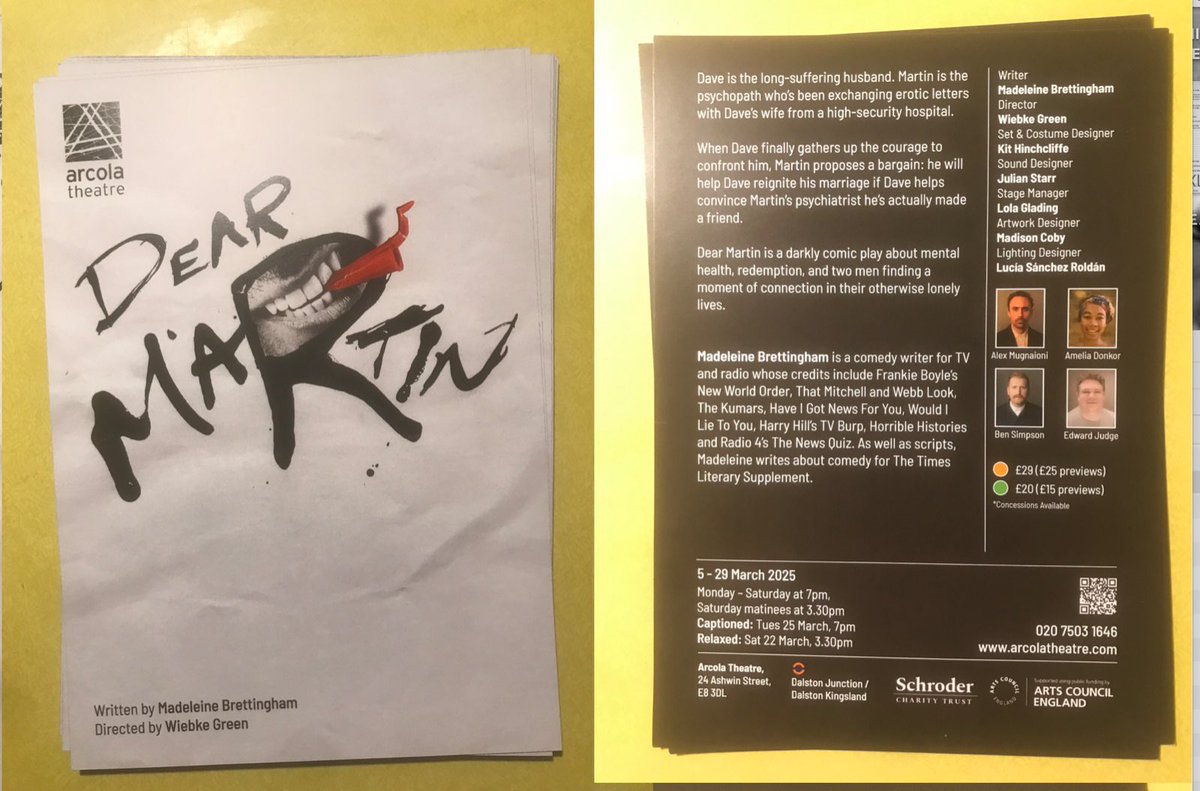 arcola
theatre
DEAR
MARTIN
Written by Madeleine Brettingham
Directed by Wiebke Green
Dave is the long-suffering husband. Martin is the
psychopath who's been exchanging erotic letters
with Dave's wife from a high-security hospital.
When Dave finally gathers up the courage to
confront him, Martin proposes a bargain: he will
help Dave reignite his marriage if Dave helps
convince Martin's psychiatrist he's actually made
a friend.
Dear Martin is a darkly comic play about mental
health, redemption, and two men finding a
moment of connection in their otherwise lonely
lives.
Madeleine Brettingham is a comedy writer for TV
and radio whose credits include Frankie Boyle's
New World Order, That Mitchell and Webb Look,
The Kumars, Have I Got News For You, Would I
Lie To You, Harry Hill's TV Burp, Horrible Histories
and Radio 4's The News Quiz. As well as scripts,
Madeleine writes about comedy for The Times
Literary Supplement.
Writer
Madeleine Brettingham
Director
Wiebke Green
Set & Costume Designer
Kit Hinchcliffe
Sound Designer
Julian Starr
Stage Manager
Lola Glading
Artwork Designer
Madison Coby
Lighting Designer
Lucía Sánchez Roldán
Alex Mugnaioni
Amelia Donkor
Ben Simpson
Edward Judge
£29 (£25 previews)
£20 (£15 previews)
*Concessions Available
5 - 29 March 2025
Monday – Saturday at 7pm,
Saturday matinees at 3.30pm
Captioned: Tues 25 March, 7pm
Relaxed: Sat 22 March, 3.30pm
020 7503 1646
www.arcolatheatre.com
Arcola Theatre,
24 Ashwin Street,
E8 3DL
Dalston Junction /
Dalston Kingsland
Schroder
CHARITY TRUST
ARTS COUNCIL
ENGLAND
Supported using public funding by
ARTS COUNCIL
ENGLAND